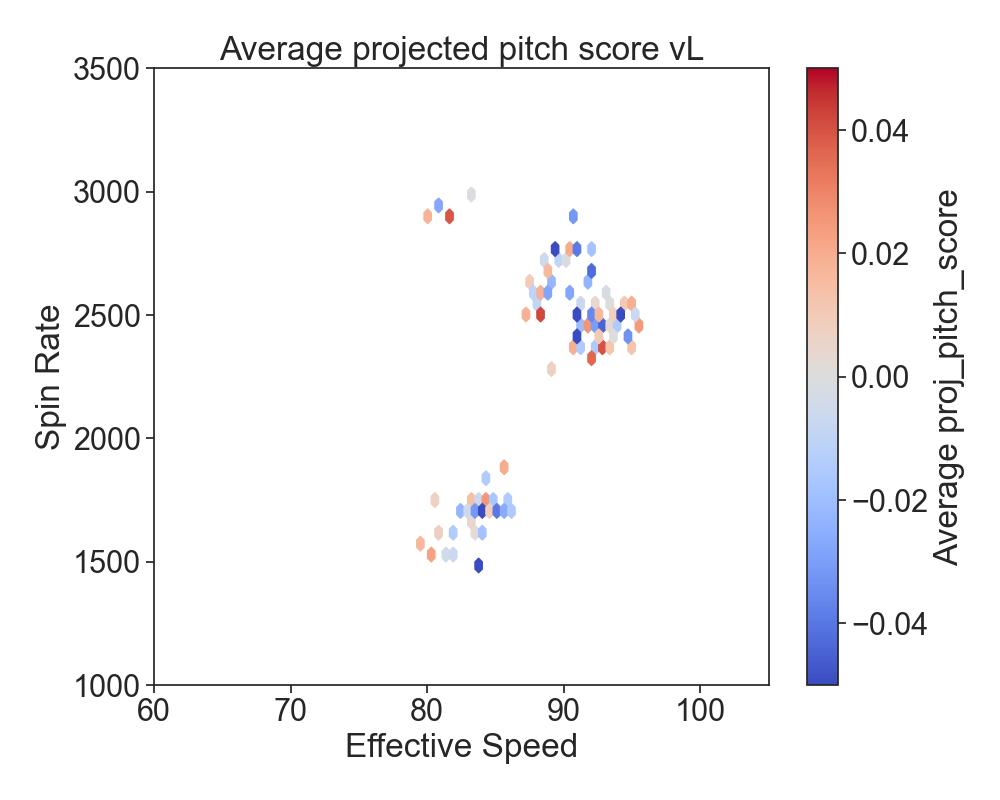 Average projected pitch score vL
3500
3000
2500
2000
1500
1000
Spin Rate
60 70 80 90 100
Effective Speed
0.04
0.02
0.00
−0.02
−0.04
Average proj_pitch_score